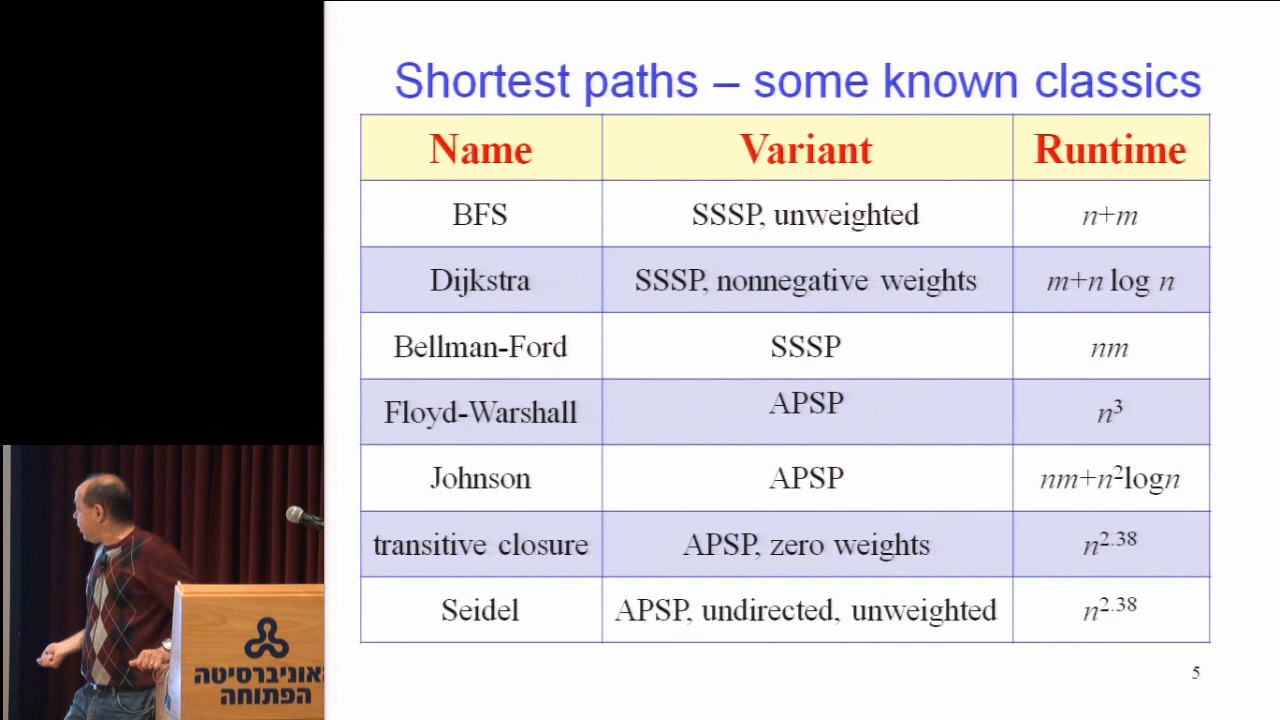 Shortest paths – some known classics
Name Variant Runtime
BFS SSSP, unweighted n+m
Dijkstra SSSP, nonnegative weights m+n log n
Bellman-Ford SSSP nm
Floyd-Warshall APSP n³
Johnson APSP nm+n²logn
transitive closure APSP, zero weights n^2.38
Seidel APSP, undirected, unweighted n^2.38
5
האוניברסיטה
הפתוחה